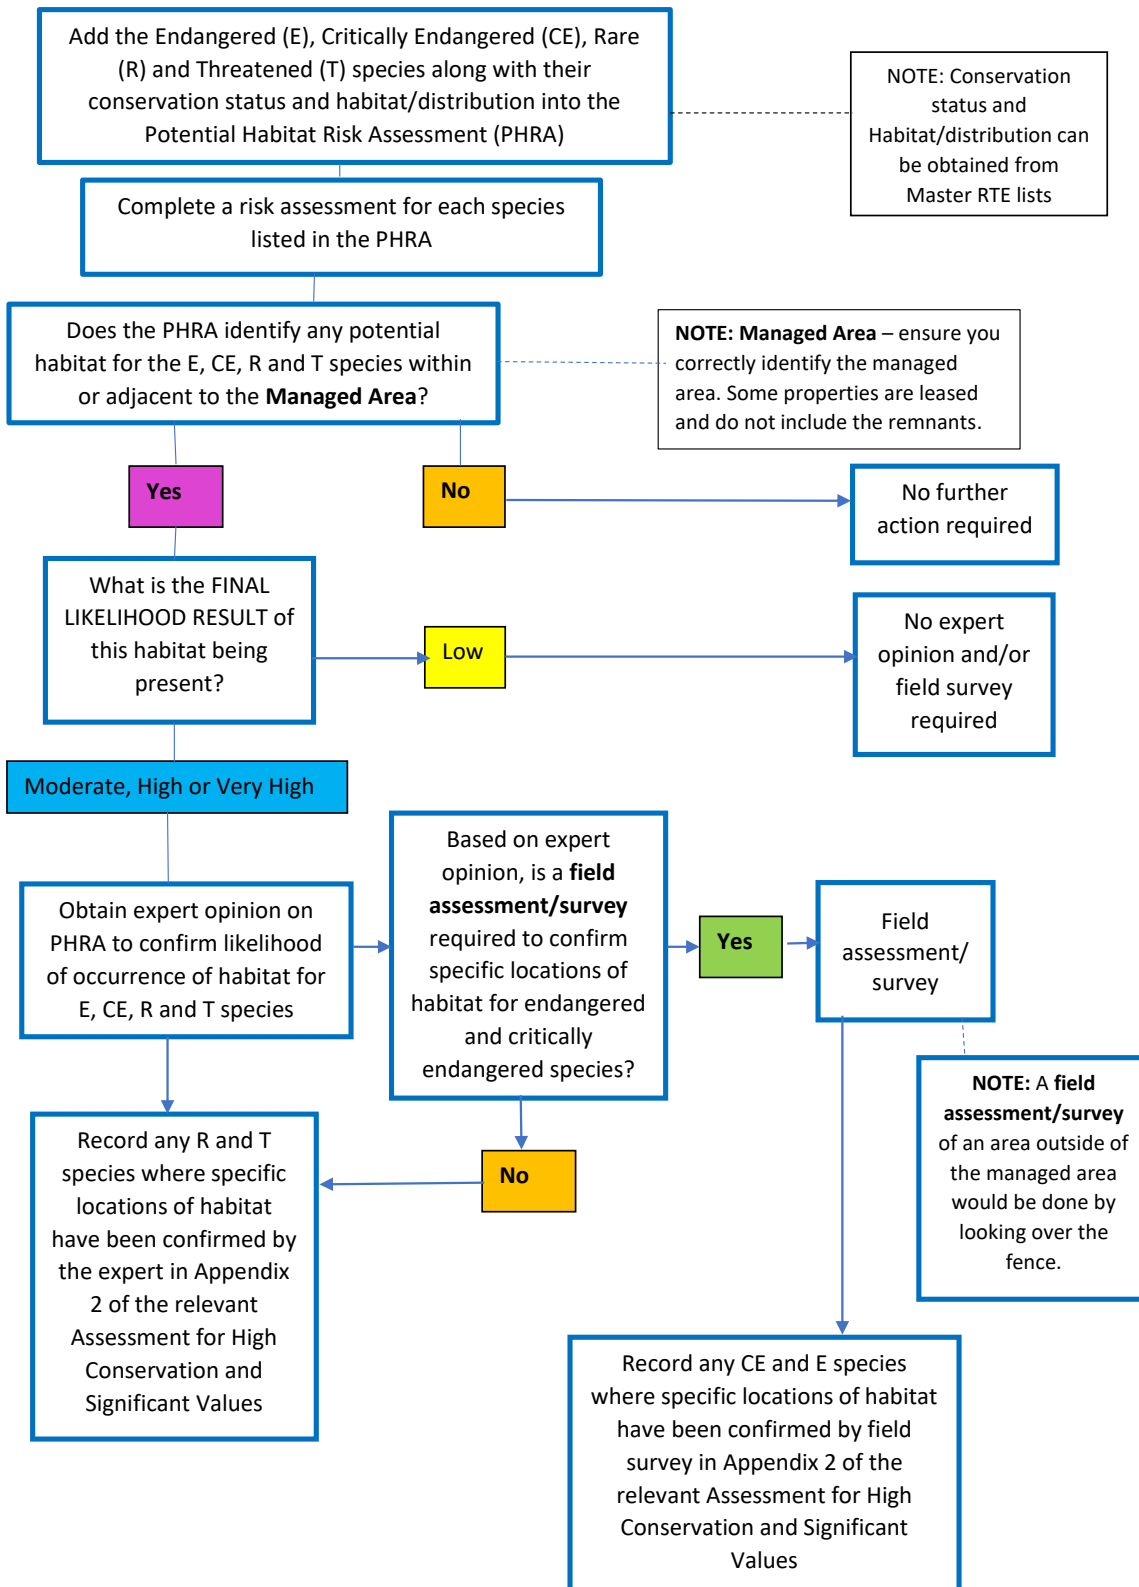 Add the Endangered (E), Critically Endangered (CE), Rare
(R) and Threatened (T) species along with their
conservation status and habitat/distribution into the
Potential Habitat Risk Assessment (PHRA)
NOTE: Conservation
status and
Habitat/distribution can
be obtained from
Master RTE lists
Complete a risk assessment for each species
listed in the PHRA
Does the PHRA identify any potential
habitat for the E, CE, R and T species within
or adjacent to the Managed Area?
NOTE: Managed Area – ensure you
correctly identify the managed
area. Some properties are leased
and do not include the remnants.
Yes
No
No further
action required
What is the FINAL
LIKELIHOOD RESULT of
this habitat being
present?
Low
No expert
opinion and/or
field survey
required
Moderate, High or Very High
Obtain expert opinion on
PHRA to confirm likelihood
of occurrence of habitat for
E, CE, R and T species
Based on expert
opinion, is a field
assessment/survey
required to confirm
specific locations of
habitat for endangered
and critically
endangered species?
Yes
Field
assessment/
survey
NOTE: A field
assessment/survey
of an area outside of
the managed area
would be done by
looking over the
fence.
No
Record any R and T
species where specific
locations of habitat
have been confirmed by
the expert in Appendix
2 of the relevant
Assessment for High
Conservation and
Significant Values
Record any CE and E species
where specific locations of habitat
have been confirmed by field
survey in Appendix 2 of the
relevant Assessment for High
Conservation and Significant
Values